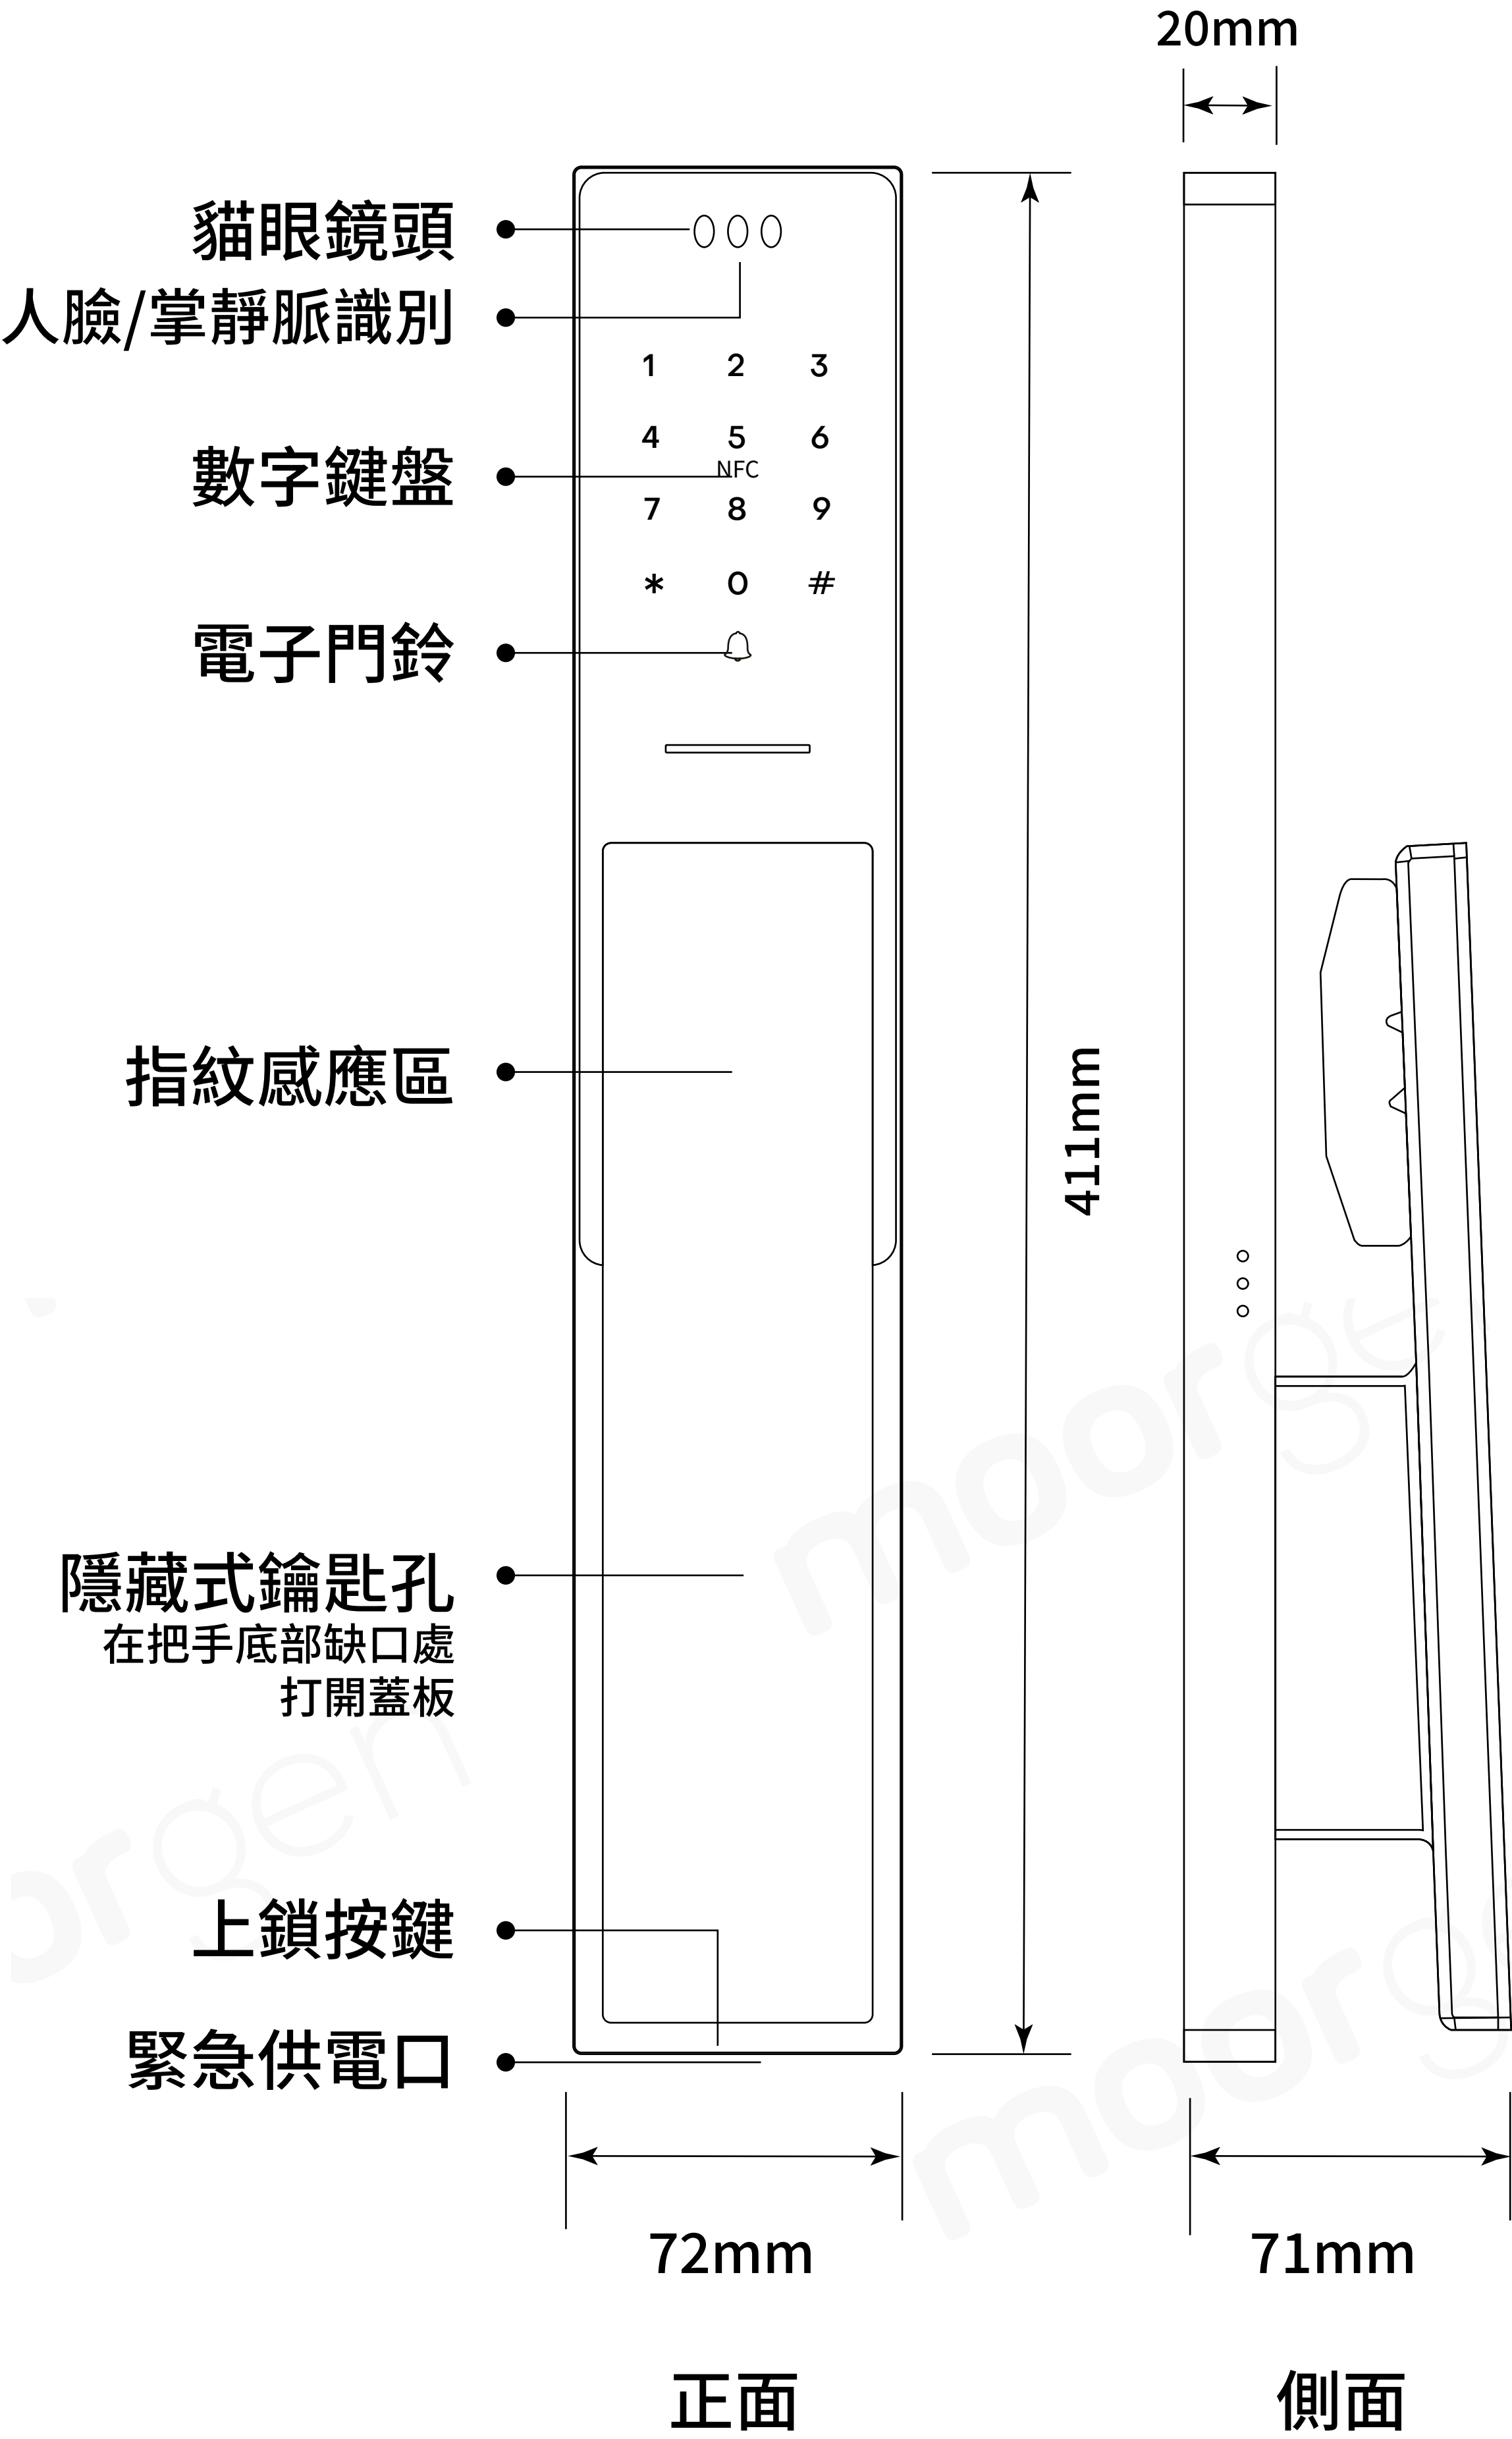 20mm
貓眼鏡頭
人臉/掌靜脈識別
1 2 3
4 5 6
數字鍵盤
NFC
7 8 9
* 0 #
電子門鈴
指紋感應區
411mm
隱藏式鑰匙孔
在把手底部缺口處
打開蓋板
上鎖按鍵
緊急供電口
72mm
71mm
正面
側面
moorgen
moorgen
orgen